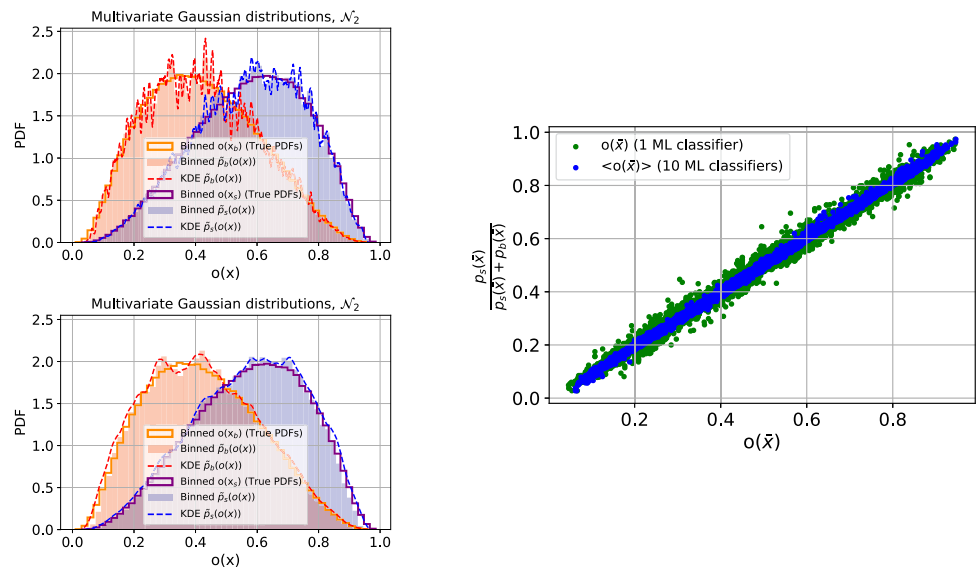 Multivariate Gaussian distributions, 𝒩₂
2.5
2.0
1.5
1.0
0.5
0.0
PDF
Binned o(x_b) (True PDFs)
Binned p̃_b(o(x))
KDE p̃_b(o(x))
Binned o(x_s) (True PDFs)
Binned p̃_s(o(x))
KDE p̃_s(o(x))
0.0 0.2 0.4 0.6 0.8 1.0
o(x)
Multivariate Gaussian distributions, 𝒩₂
2.5
2.0
1.5
1.0
0.5
0.0
PDF
Binned o(x_b) (True PDFs)
Binned p̃_b(o(x))
KDE p̃_b(o(x))
Binned o(x_s) (True PDFs)
Binned p̃_s(o(x))
KDE p̃_s(o(x))
0.0 0.2 0.4 0.6 0.8 1.0
o(x)
1.0
0.8
0.6
0.4
0.2
0.0
p_s(x̄)
p_s(x̄) + p_b(x̄)
o(x̄) (1 ML classifier)
<o(x̄)> (10 ML classifiers)
0.2 0.4 0.6 0.8
o(x̄)